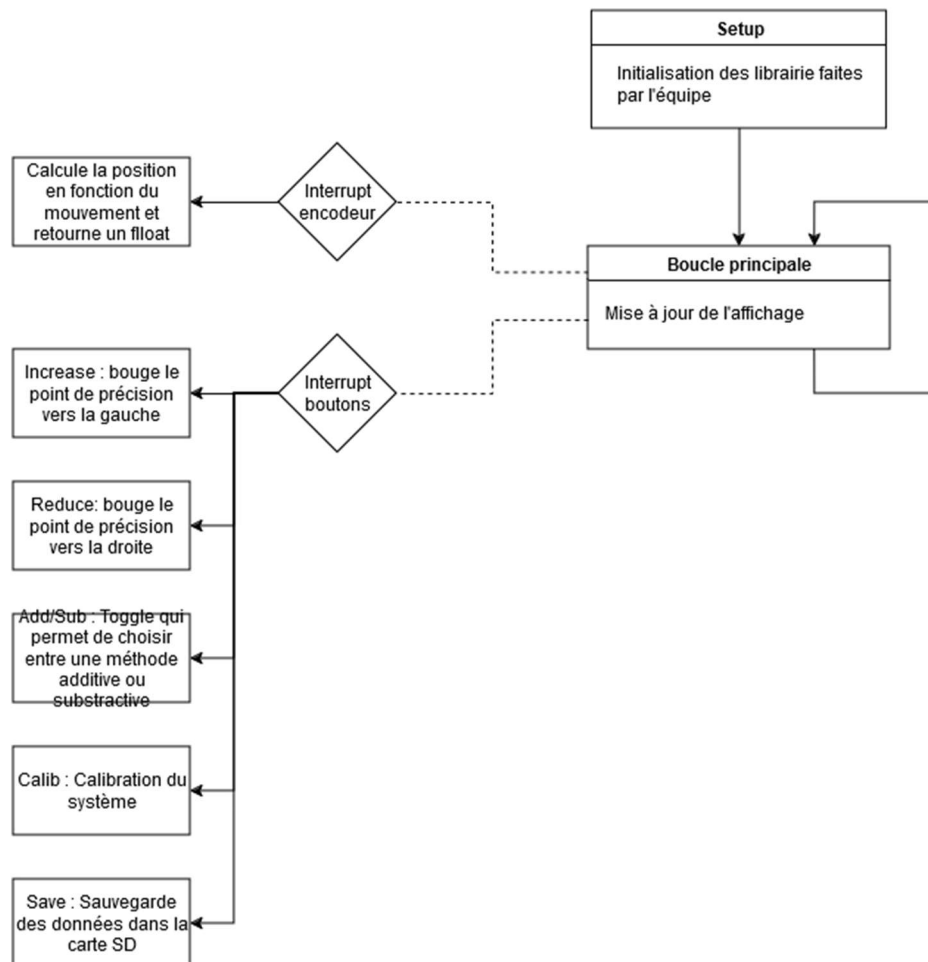 Setup
Initialisation des librairie faites
par l'équipe
Calcule la position
en fonction du
mouvement et
retourne un flloat
Interrupt
encodeur
Boucle principale
Mise à jour de l'affichage
Increase : bouge le
point de précision
vers la gauche
Interrupt
boutons
Reduce: bouge le
point de précision
vers la droite
Add/Sub : Toggle qui
permet de choisir
entre une méthode
additive ou
substractive
Calib : Calibration du
système
Save : Sauvegarde
des données dans la
carte SD